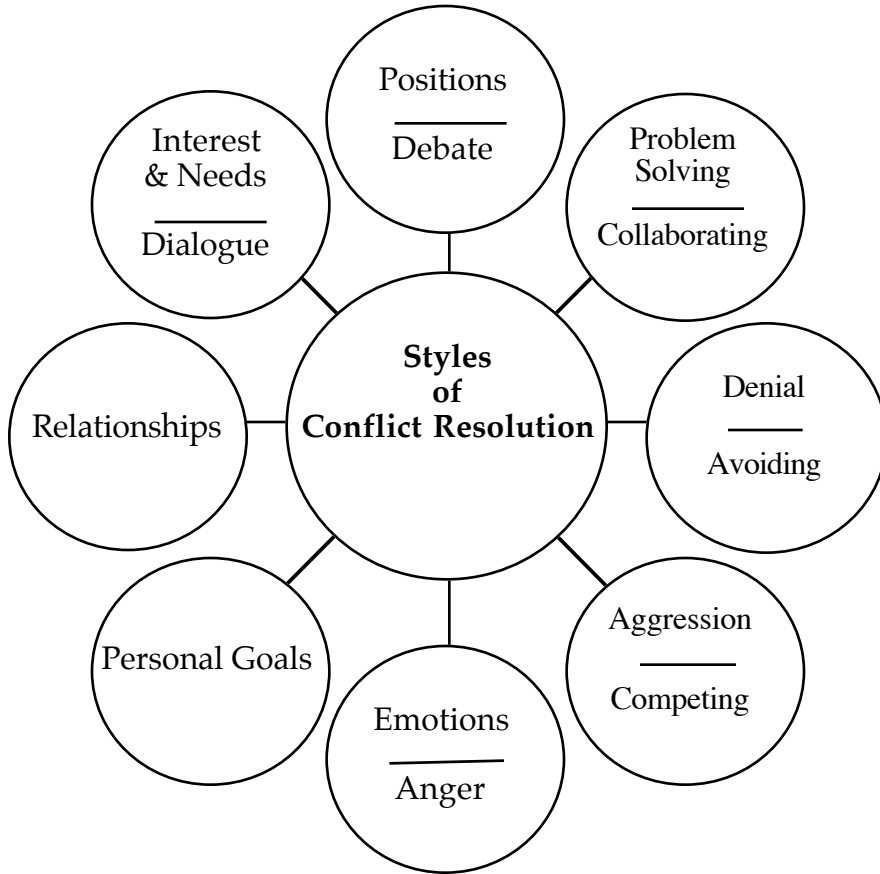 Positions
Debate
Problem
Solving
Collaborating
Denial
Avoiding
Aggression
Competing
Emotions
Anger
Personal Goals
Relationships
Interest
& Needs
Dialogue
Styles
of
Conflict Resolution